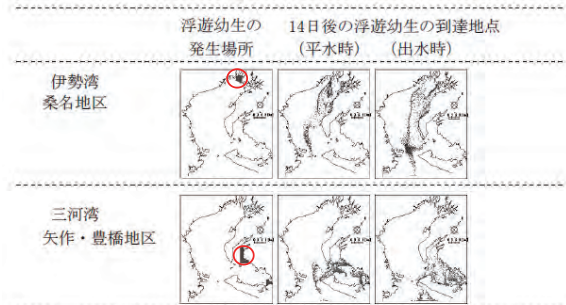 浮遊幼生の 14日後の浮遊幼生の到達地点
発生場所 （平水時） （出水時）
伊勢湾
桑名地区
三河湾
矢作・豊橋地区